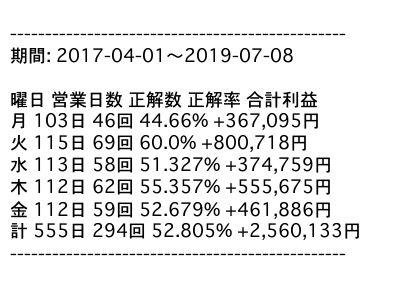 ------------------------------------------------
期間: 2017-04-01〜2019-07-08
曜日 営業日数 正解数 正解率 合計利益
月 103日 46回 44.66% +367,095円
火 115日 69回 60.0% +800,718円
水 113日 58回 51.327% +374,759円
木 112日 62回 55.357% +555,675円
金 112日 59回 52.679% +461,886円
計 555日 294回 52.805% +2,560,133円
------------------------------------------------